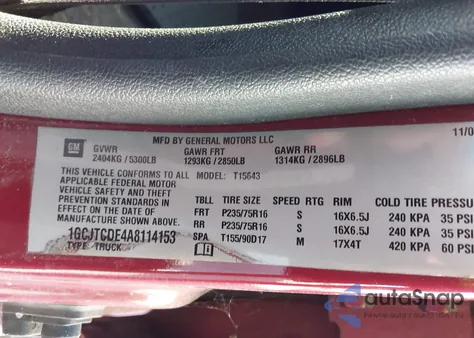 11/0
MFD BY GENERAL MOTORS LLC
GM GVWR GAWR FRT GAWR RR
2404KG / 5300LB 1293KG / 2850LB 1314KG / 2896LB
THIS VEHICLE CONFORMS TO ALL MODEL: T15643
APPLICABLE FEDERAL MOTOR
VEHICLE SAFETY AND THEFT
PREVENTION STANDARDS IN
EFFECT ON THE DATE OF
MANUFACTURE SHOWN ABOVE.
1GCJTCDE4A8114153
TYPE: TRUCK
TBLL TIRE SIZE SPEED RTG RIM COLD TIRE PRESSU
FRT P235/75R16 S 16X6.5J 240 KPA 35 PSI
RR P235/75R16 S 16X6.5J 240 KPA 35 PSI
SPA T155/90D17 M 17X4T 420 KPA 60 PSI
autoSnap